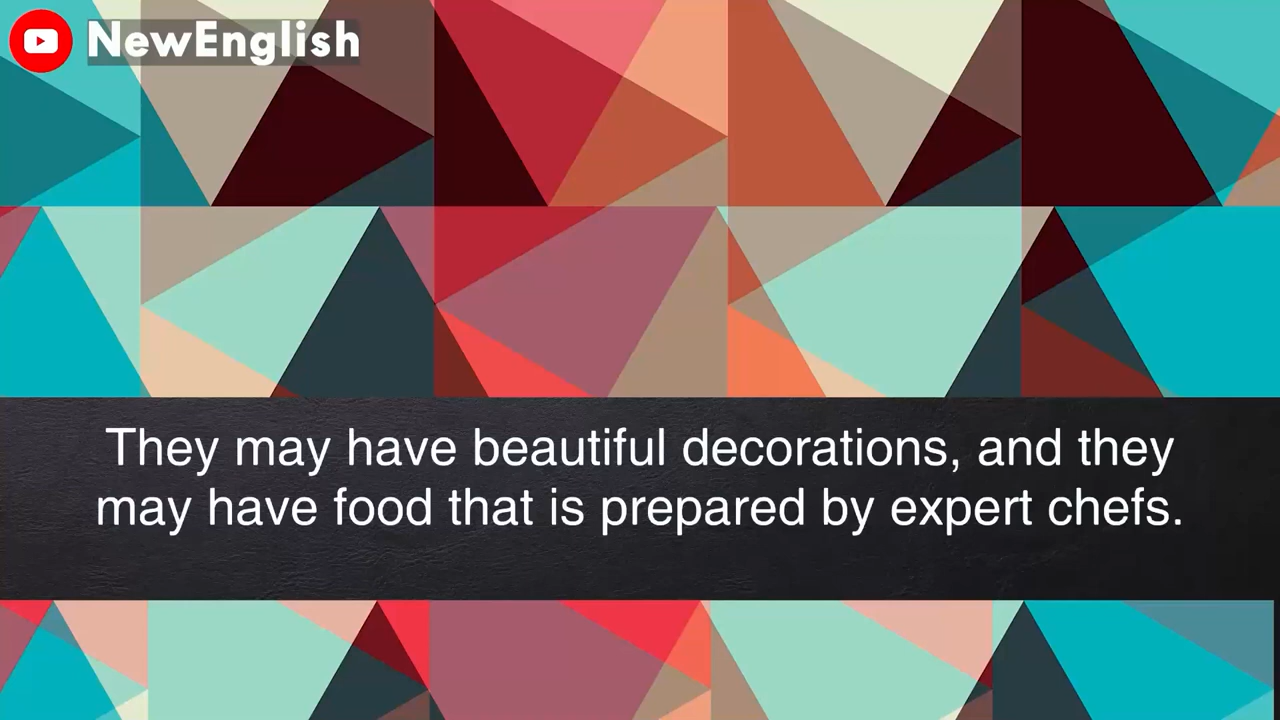 NewEnglish
They may have beautiful decorations, and they
may have food that is prepared by expert chefs.